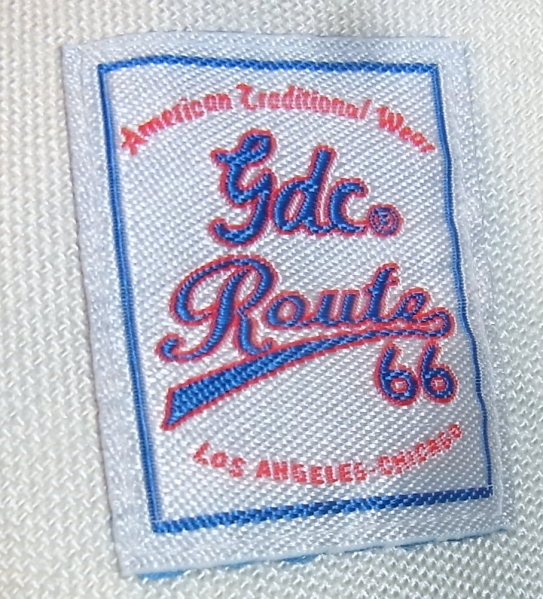 American Traditional Wear
Gdc®
Route
66
LOS ANGELES-CHICAGO